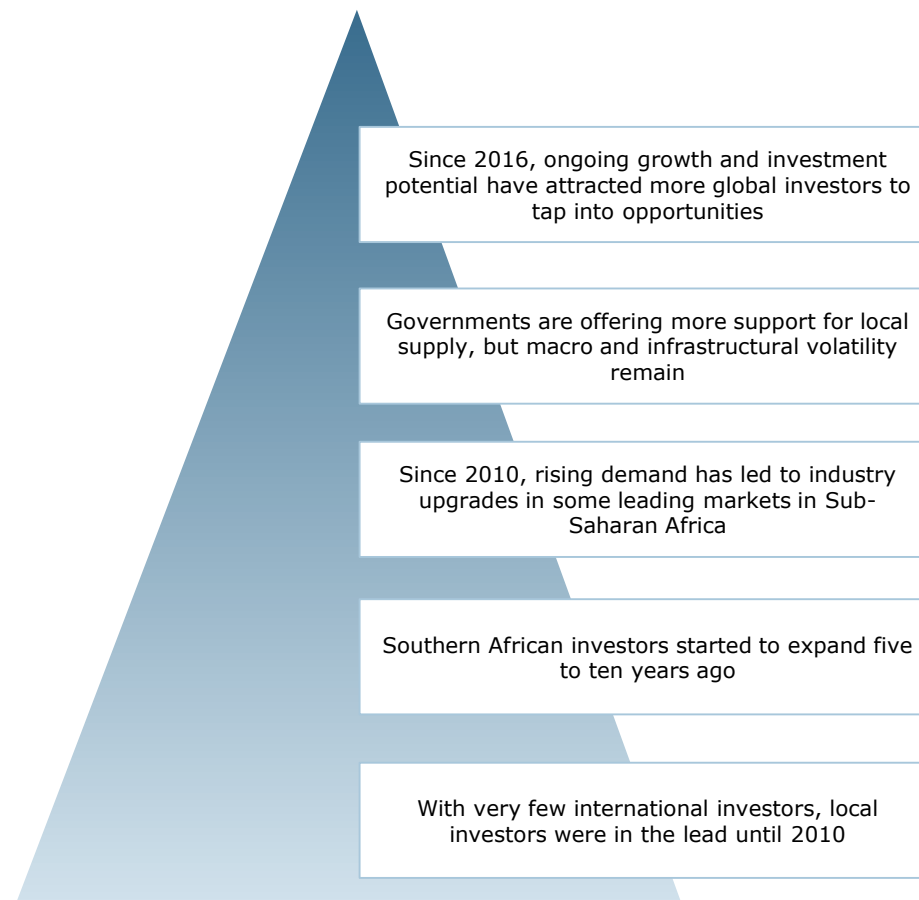 Since 2016, ongoing growth and investment
potential have attracted more global investors to
tap into opportunities
Governments are offering more support for local
supply, but macro and infrastructural volatility
remain
Since 2010, rising demand has led to industry
upgrades in some leading markets in Sub-
Saharan Africa
Southern African investors started to expand five
to ten years ago
With very few international investors, local
investors were in the lead until 2010